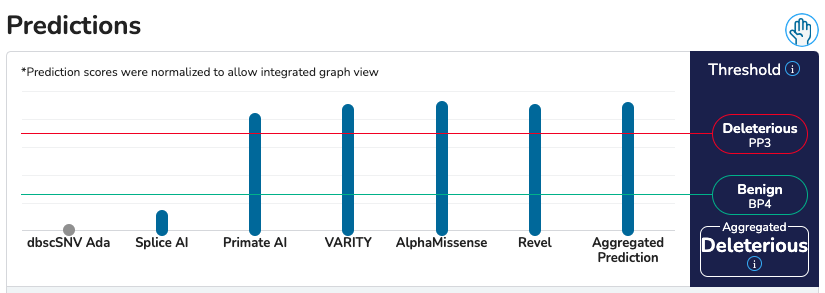 Predictions
*Prediction scores were normalized to allow integrated graph view
Threshold i
Deleterious
PP3
Benign
BP4
dbscSNV Ada
Splice AI
Primate AI
VARITY
AlphaMissense
Revel
Aggregated
Prediction
Aggregated
Deleterious
i